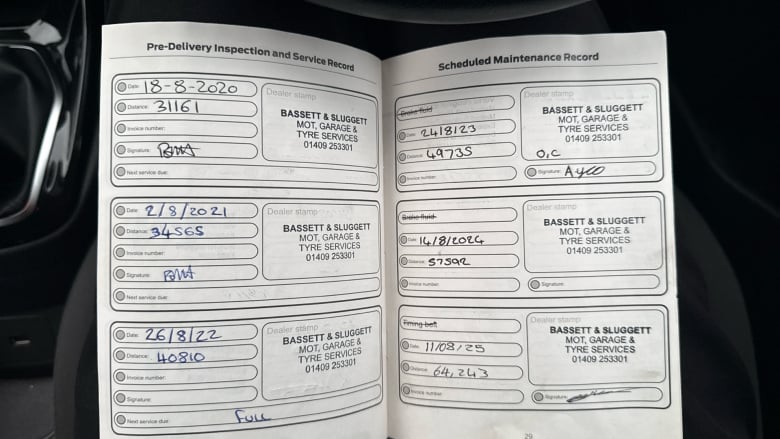 Pre-Delivery Inspection and Service Record
Date: 18-8-2020
Distance: 31161
Invoice number:
Signature:
Next service due:
Dealer stamp
BASSETT & SLUGGETT
MOT, GARAGE &
TYRE SERVICES
01409 253301
Date: 2/8/2021
Distance: 34565
Invoice number:
Signature:
Next service due:
Dealer stamp
BASSETT & SLUGGETT
MOT, GARAGE &
TYRE SERVICES
01409 253301
Date: 26/8/22
Distance: 40810
Invoice number:
Signature:
Next service due: FULL
Dealer stamp
BASSETT & SLUGGETT
MOT, GARAGE &
TYRE SERVICES
01409 253301
Scheduled Maintenance Record
Brake fluid
Date: 24/8/23
Distance: 49735
Invoice number:
Dealer stamp
BASSETT & SLUGGETT
MOT, GARAGE &
TYRE SERVICES
01409 253301
O,C
Signature:
Brake fluid
Date: 14/8/2024
Distance: 57592
Invoice number:
Dealer stamp
BASSETT & SLUGGETT
MOT, GARAGE &
TYRE SERVICES
01409 253301
Signature:
Timing belt
Date: 11/08/25
Distance: 64,243
Invoice number:
Dealer stamp
BASSETT & SLUGGETT
MOT, GARAGE &
TYRE SERVICES
01409 253301
Signature:
29